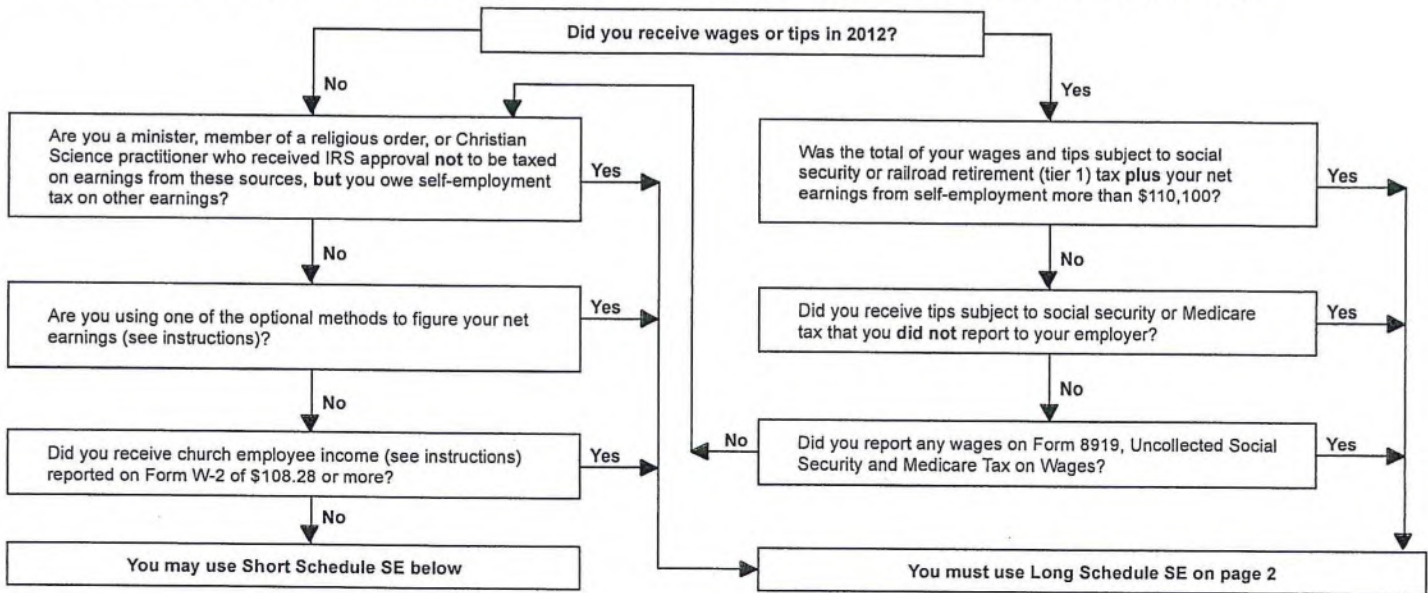 Did you receive wages or tips in 2012?
No
Yes
Are you a minister, member of a religious order, or Christian
Science practitioner who received IRS approval not to be taxed
on earnings from these sources, but you owe self-employment
tax on other earnings?
Yes
No
Are you using one of the optional methods to figure your net
earnings (see instructions)?
Yes
No
Did you receive church employee income (see instructions)
reported on Form W-2 of $108.28 or more?
Yes
No
You may use Short Schedule SE below
Was the total of your wages and tips subject to social
security or railroad retirement (tier 1) tax plus your net
earnings from self-employment more than $110,100?
Yes
No
Did you receive tips subject to social security or Medicare
tax that you did not report to your employer?
Yes
No
No
Did you report any wages on Form 8919, Uncollected Social
Security and Medicare Tax on Wages?
Yes
You must use Long Schedule SE on page 2